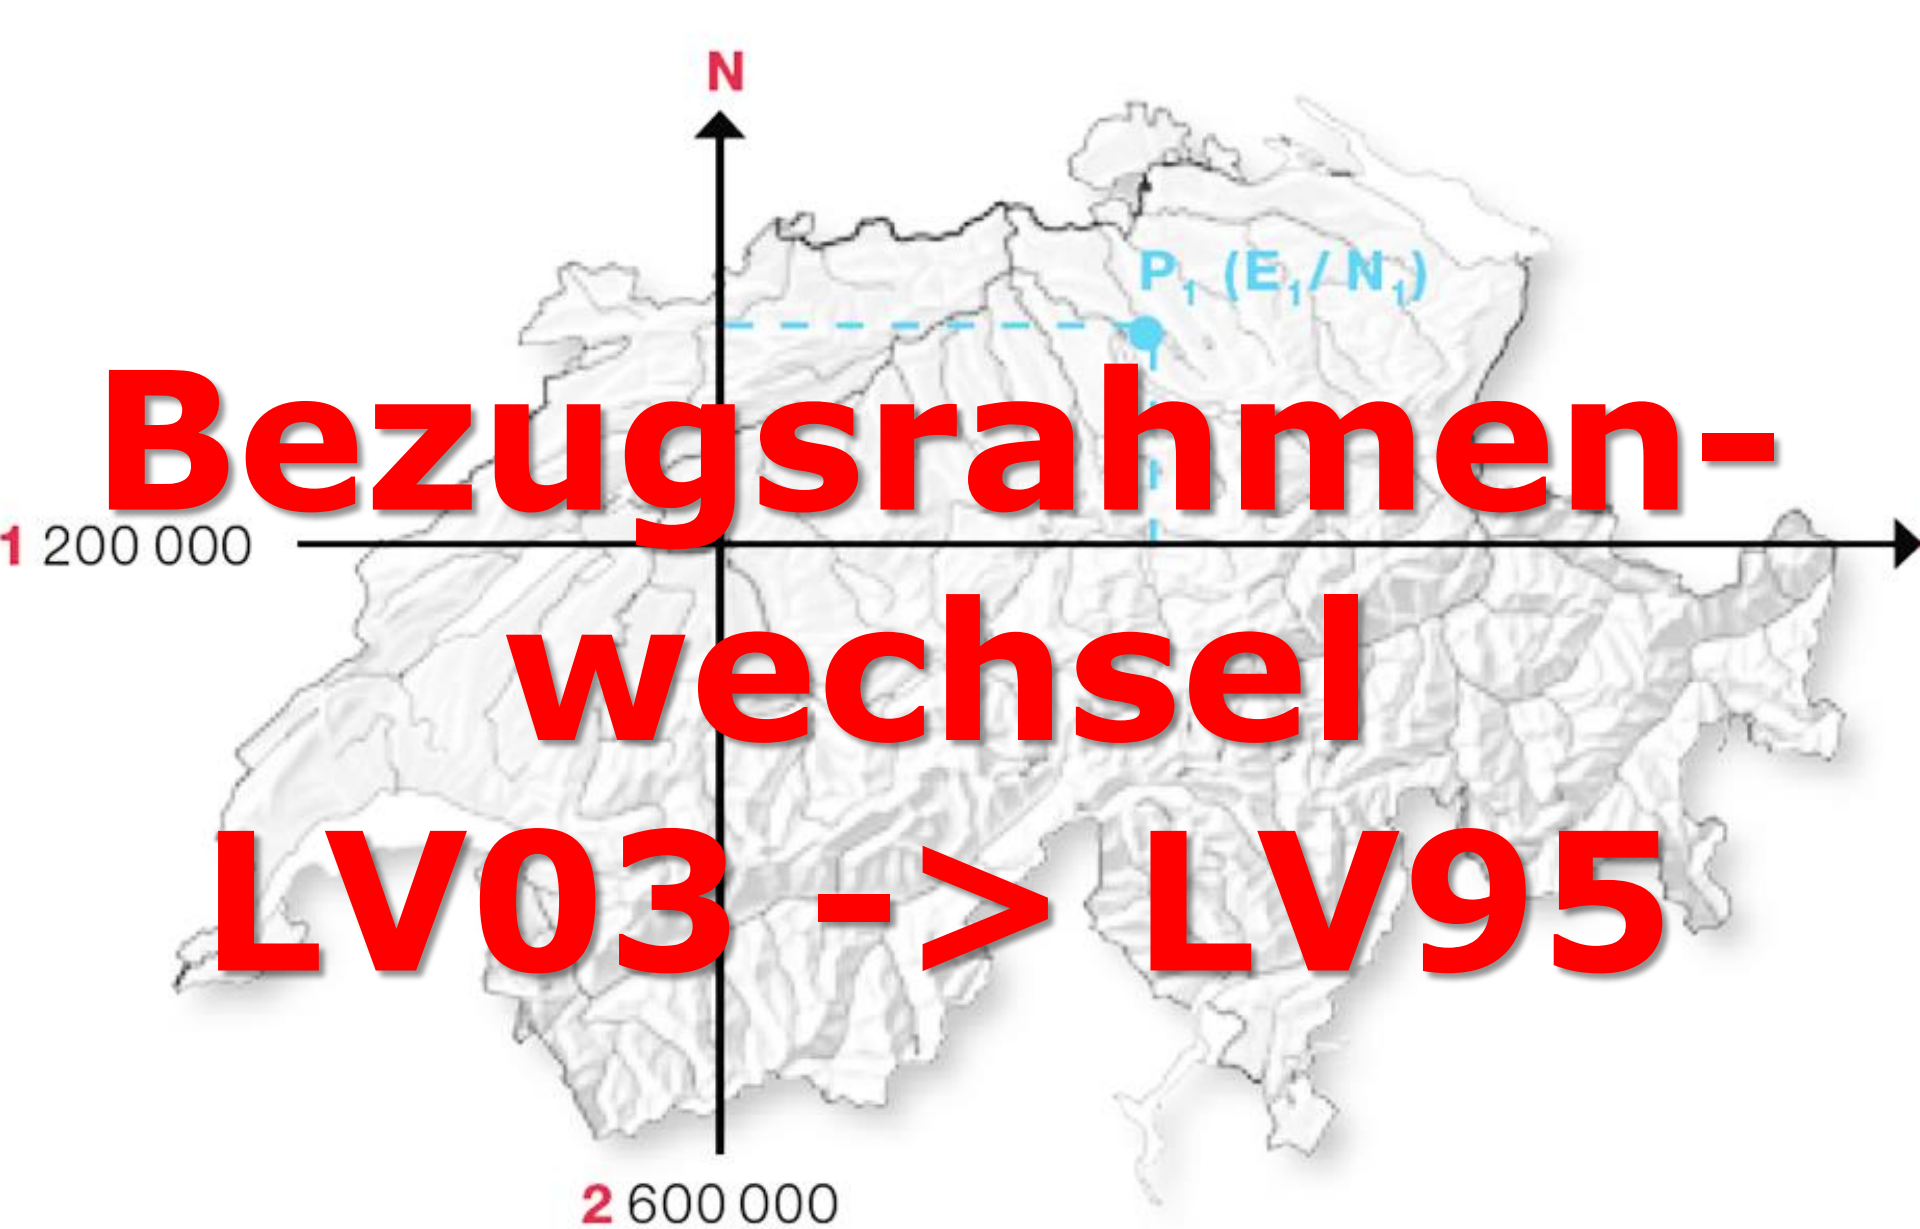 N
P₁ (E₁/ N₁)
Bezugsrahmen-
1 200 000
wechsel
LV03 -> LV95
2 600 000